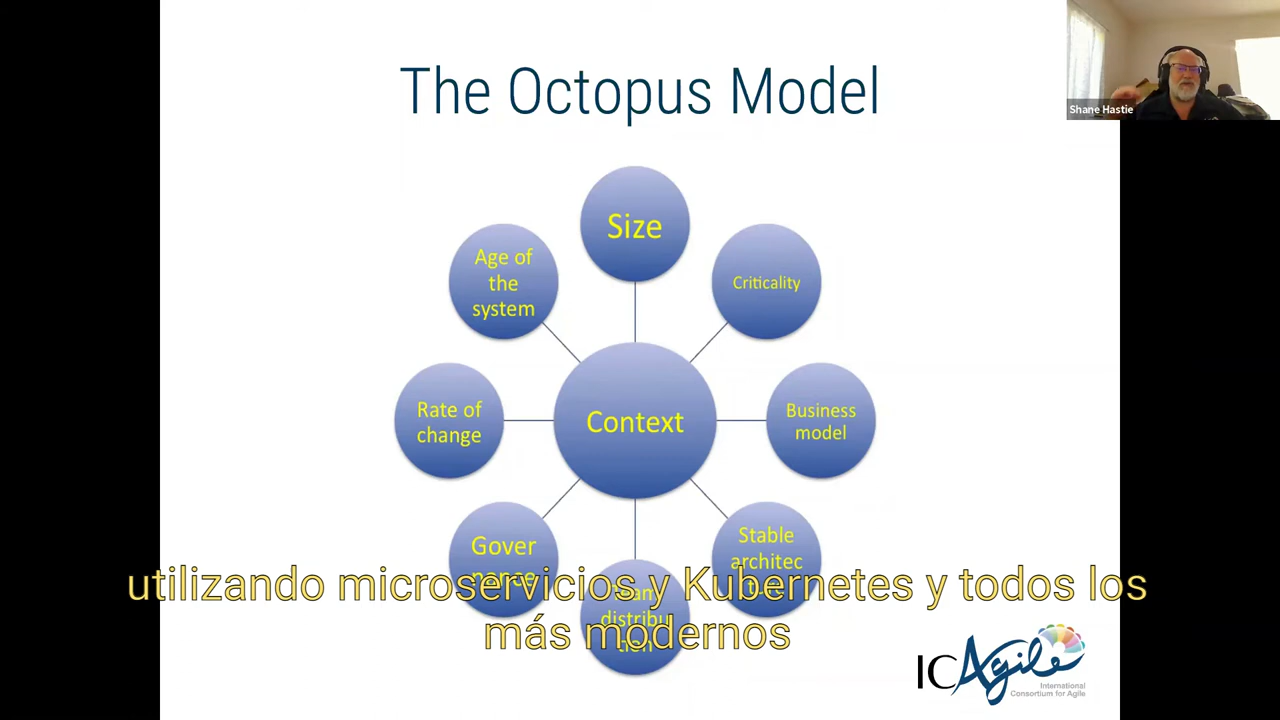 The Octopus Model
Shane Hastie
Size
Age of
the
system
Criticality
Rate of
change
Context
Business
model
Gover
Stable
architec
distribu
utilizando microservicios y Kubernetes y todos los
más modernos
ICAgile
International
Consortium for Agile